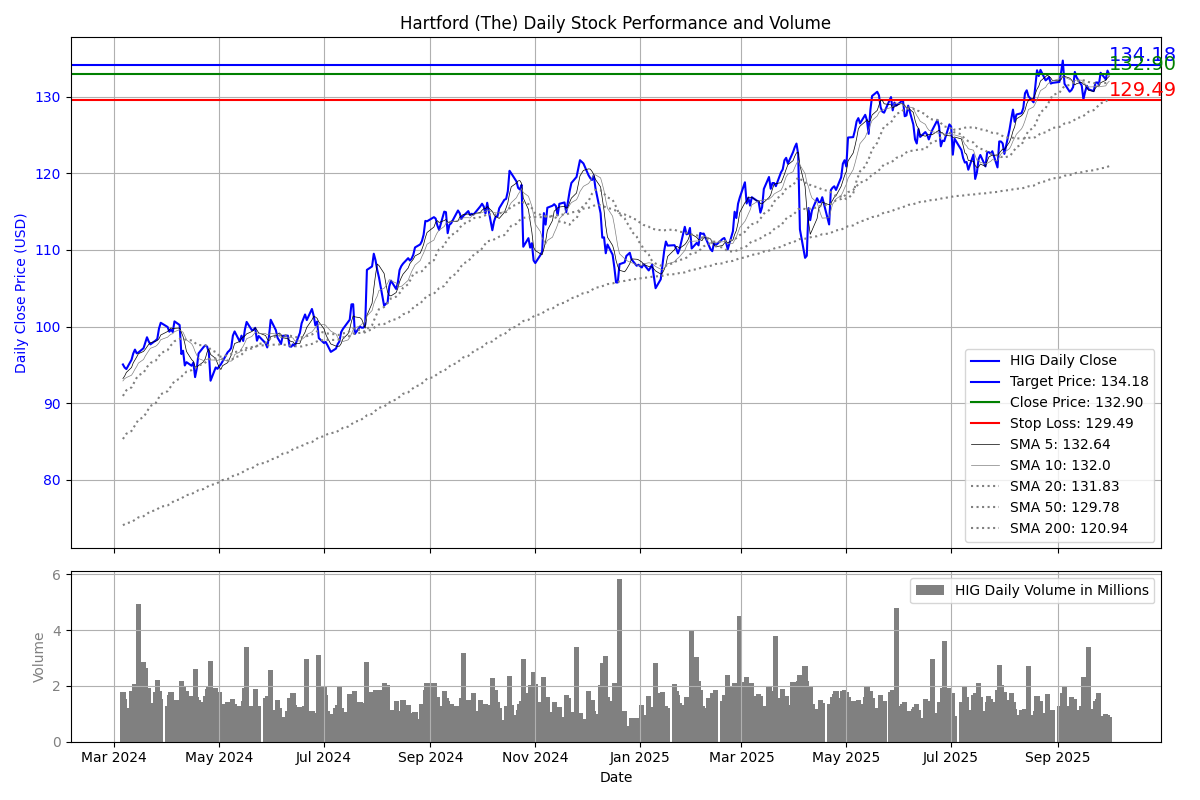 Hartford (The) Daily Stock Performance and Volume
134.18
132.90
129.49
Daily Close Price (USD)
130
120
110
100
90
80
HIG Daily Close
Target Price: 134.18
Close Price: 132.90
Stop Loss: 129.49
SMA 5: 132.64
SMA 10: 132.0
SMA 20: 131.83
SMA 50: 129.78
SMA 200: 120.94
Volume
6
4
2
0
HIG Daily Volume in Millions
Mar 2024
May 2024
Jul 2024
Sep 2024
Nov 2024
Jan 2025
Mar 2025
May 2025
Jul 2025
Sep 2025
Date